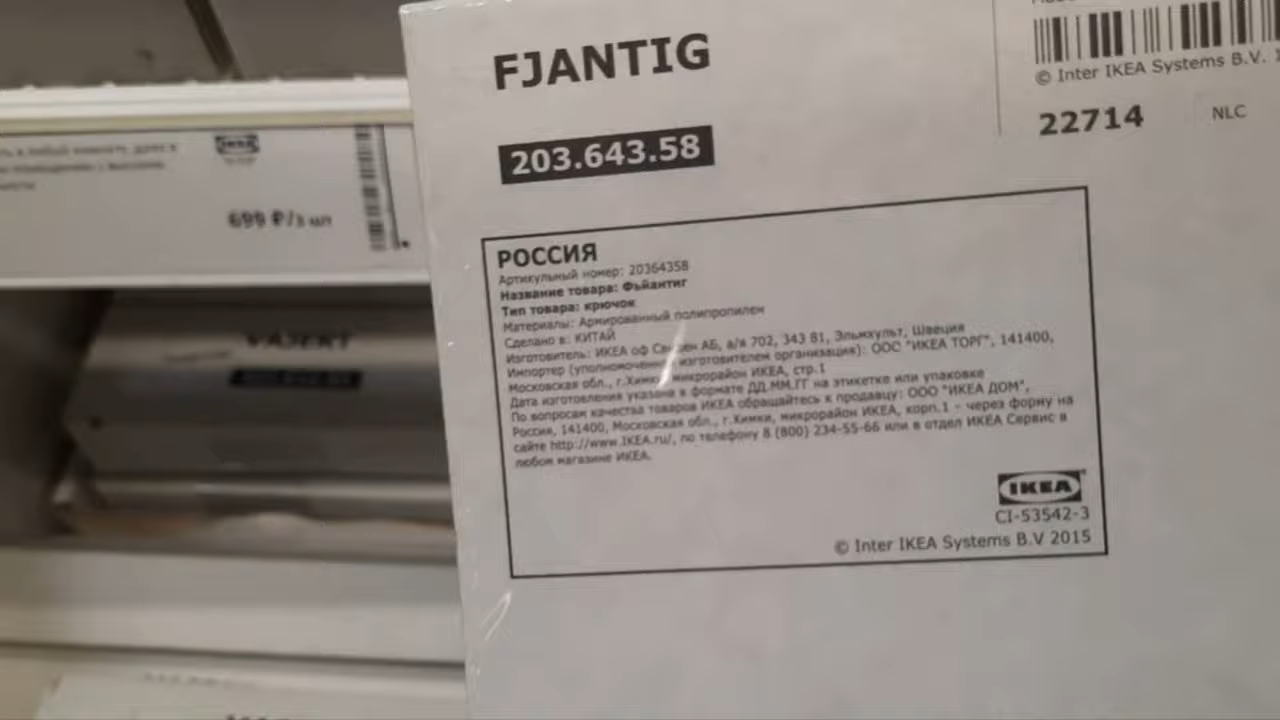 FJANTIG
203.643.58
© Inter IKEA Systems B.V.
22714
NLC
РОССИЯ
Артикульный номер: 20364358
Название товара: Фьйантиг
Тип товара: крючок
Материалы: Армированный полипропилен
Сделано в: КИТАЙ
Изготовитель: ИКЕА оф АБ, а/я 702, 343 81, Эльмхульт, Швеция
Импортер (уполномоченная изготовителем организация): ООО "ИКЕА ТОРГ", 141400,
Московская обл., г.Химки, микрорайон ИКЕА, стр.1
Дата изготовления указана в формате ДД.ММ.ГГ на этикетке или упаковке
По вопросам качества товаров ИКЕА обращайтесь к продавцу: ООО "ИКЕА ДОМ",
Россия, 141400, Московская обл., г.Химки, микрорайон ИКЕА, корп.1 - через форму на
сайте http://www.IKEA.ru/, по телефону 8 (800) 234-55-66 или в отдел ИКЕА Сервис в
любом магазине ИКЕА.
IKEA
CI-53542-3
© Inter IKEA Systems B.V 2015
IKEA
699 ₽/3 шт